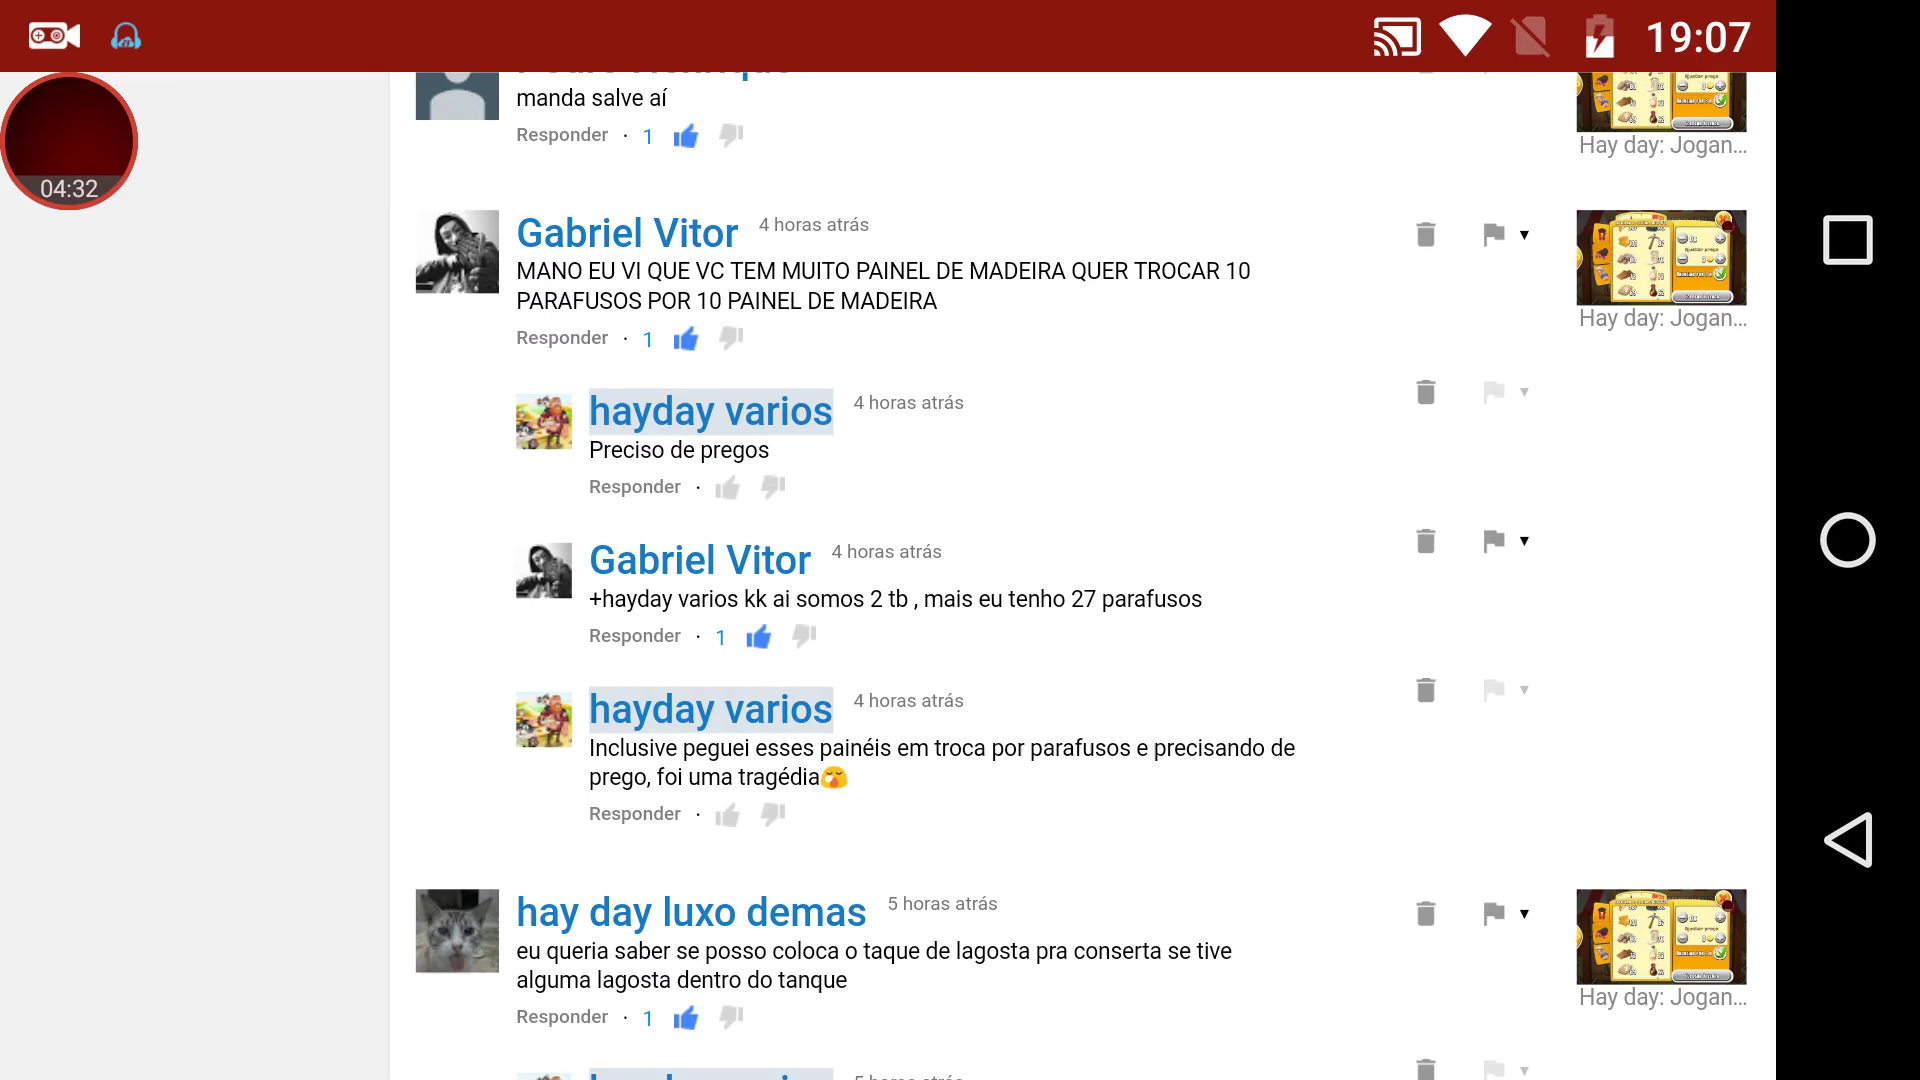 19:07
04:32
manda salve aí
Responder · 1
Hay day: Jogan...
Gabriel Vitor 4 horas atrás
MANO EU VI QUE VC TEM MUITO PAINEL DE MADEIRA QUER TROCAR 10
PARAFUSOS POR 10 PAINEL DE MADEIRA
Responder · 1
Hay day: Jogan...
hayday varios 4 horas atrás
Preciso de pregos
Responder ·
Gabriel Vitor 4 horas atrás
+hayday varios kk ai somos 2 tb , mais eu tenho 27 parafusos
Responder · 1
hayday varios 4 horas atrás
Inclusive peguei esses painéis em troca por parafusos e precisando de
prego, foi uma tragédia😪
Responder ·
hay day luxo demas 5 horas atrás
eu queria saber se posso coloca o taque de lagosta pra conserta se tive
alguma lagosta dentro do tanque
Responder · 1
Hay day: Jogan...